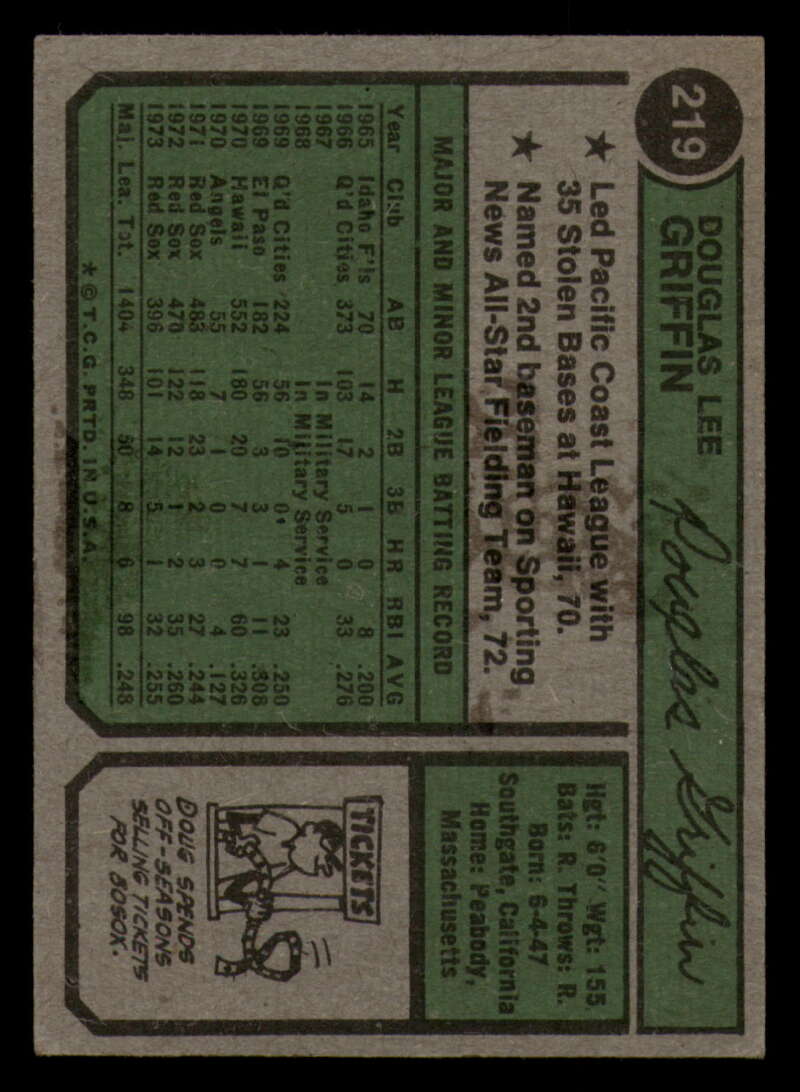 219
DOUGLAS LEE
GRIFFIN
Douglas Griffin
★ Led Pacific Coast League with
35 Stolen Bases at Hawaii, 70.
★ Named 2nd baseman on Sporting
News All-Star Fielding Team, 72.
MAJOR AND MINOR LEAGUE BATTING RECORD
Year Club AB H 2B 3B HR RBI AVG
1965 Idaho F'ls 70 14 2 1 0 8 .200
1966 Q'd Cities 373 103 17 5 0 33 .276
1967 In Military Service
1968 In Military Service
1969 Q'd Cities 224 56 10 0 4 23 .250
1969 El Paso 182 56 3 3 1 11 .308
1970 Hawaii 552 180 20 7 7 60 .326
1970 Angels 55 7 1 0 0 4 .127
1971 Red Sox 483 118 23 2 3 27 .244
1972 Red Sox 470 122 12 1 2 35 .260
1973 Red Sox 396 101 14 5 1 32 .255
Maj. Lea. Tot. 1404 348 50 8 6 98 .248
* © T.C.G. PRTD. IN U.S.A.
Hgt: 6'0" Wgt: 155
Bats: R. Throws: R.
Born: 6-4-47
Southgate, California
Home: Peabody,
Massachusetts
TICKETS
DOUG SPENDS
OFF-SEASONS
SELLING TICKETS
FOR BOSOX.